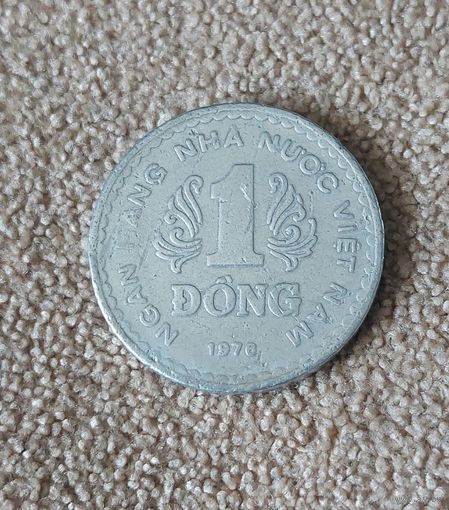 NGÂN HÀNG NHÀ NƯỚC VIỆT NAM
1
ĐỒNG
1976